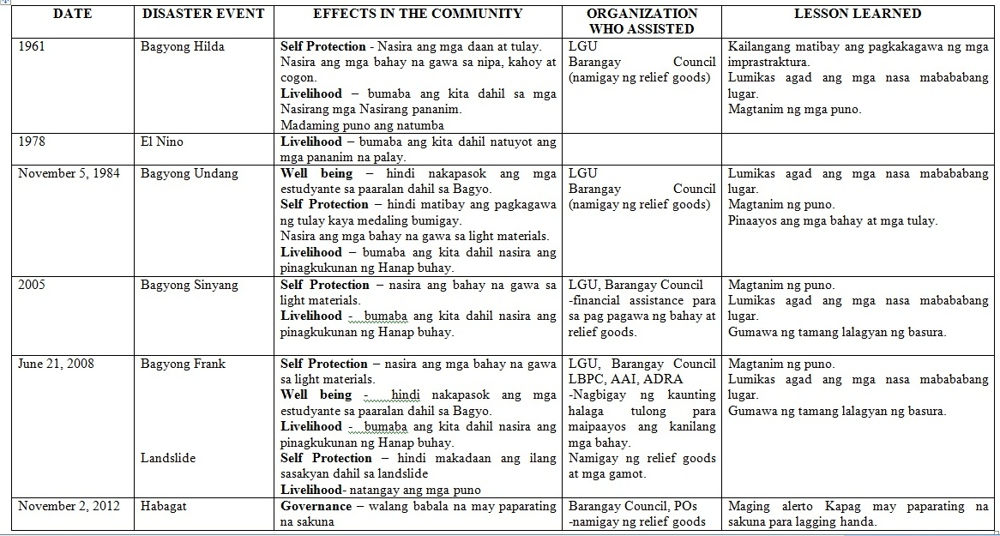 DATE
DISASTER EVENT
EFFECTS IN THE COMMUNITY
ORGANIZATION
WHO ASSISTED
LESSON LEARNED
1961
Bagyong Hilda
Self Protection - Nasira ang mga daan at tulay.
Nasira ang mga bahay na gawa sa nipa, kahoy at
cogon.
Livelihood – bumaba ang kita dahil sa mga
Nasirang mga Nasirang pananim.
Madaming puno ang natumba
LGU
Barangay Council
(namigay ng relief goods)
Kailangang matibay ang pagkakagawa ng mga
imprastraktura.
Lumikas agad ang mga nasa mabababang
lugar.
Magtanim ng mga puno.
1978
El Nino
Livelihood – bumaba ang kita dahil natuyot ang
mga pananim na palay.
November 5, 1984
Bagyong Undang
Well being – hindi nakapasok ang mga
estudyante sa paaralan dahil sa Bagyo.
Self Protection – hindi matibay ang pagkagawa
ng tulay kaya medaling bumigay.
Nasira ang mga bahay na gawa sa light materials.
Livelihood – bumaba ang kita dahil nasira ang
pinagkukunan ng Hanap buhay.
LGU
Barangay Council
(namigay ng relief goods)
Lumikas agad ang mga nasa mabababang
lugar.
Magtanim ng puno.
Pinaayos ang mga bahay at mga tulay.
2005
Bagyong Sinyang
Self Protection – nasira ang bahay na gawa sa
light materials.
Livelihood - bumaba ang kita dahil nasira ang
pinagkukunan ng Hanap buhay.
LGU, Barangay Council
-financial assistance para
sa pag pagawa ng bahay at
relief goods.
Magtanim ng puno.
Lumikas agad ang mga nasa mabababang
lugar.
Gumawa ng tamang lalagyan ng basura.
June 21, 2008
Bagyong Frank
Self Protection – nasira ang mga bahay na gawa
sa light materials.
Well being - hindi nakapasok ang mga
estudyante sa paaralan dahil sa Bagyo.
Livelihood - bumaba ang kita dahil nasira ang
pinagkukunan ng Hanap buhay.
Landslide
Self Protection – hindi makadaan ang ilang
sasakyan dahil sa landslide
Livelihood- natangay ang mga puno
LGU, Barangay Council
LBPC, AAI, ADRA
-Nagbigay ng kaunting
halaga tulong para
maipaayos ang kanilang
mga bahay.
Namigay ng relief goods
at mga gamot.
Magtanim ng puno.
Lumikas agad ang mga nasa mabababang
lugar.
Gumawa ng tamang lalagyan ng basura.
November 2, 2012
Habagat
Governance – walang babala na may paparating
na sakuna
Barangay Council, POs
-namigay ng relief goods
Maging alerto Kapag may paparating na
sakuna para lagging handa.